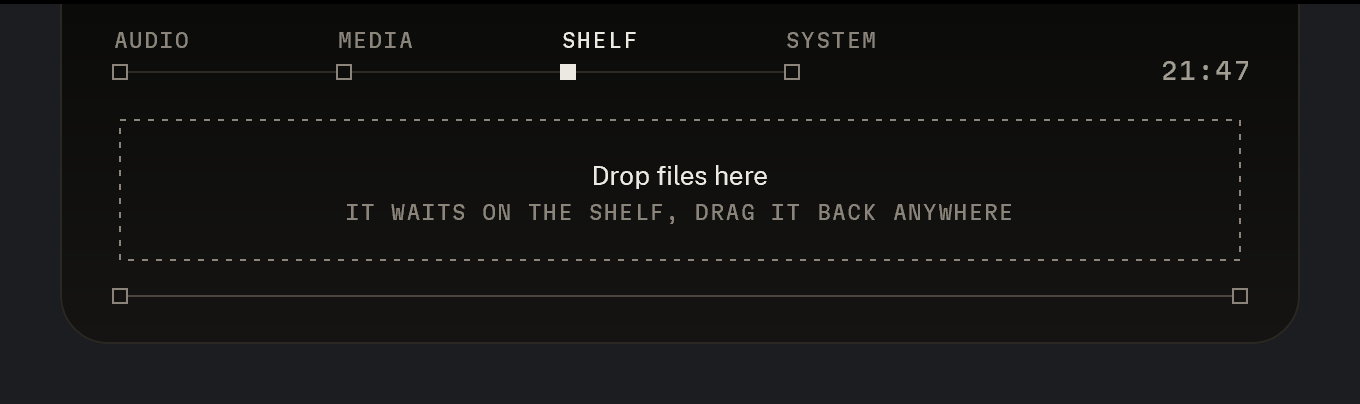 AUDIO MEDIA SHELF SYSTEM
21:47
Drop files here
IT WAITS ON THE SHELF, DRAG IT BACK ANYWHERE